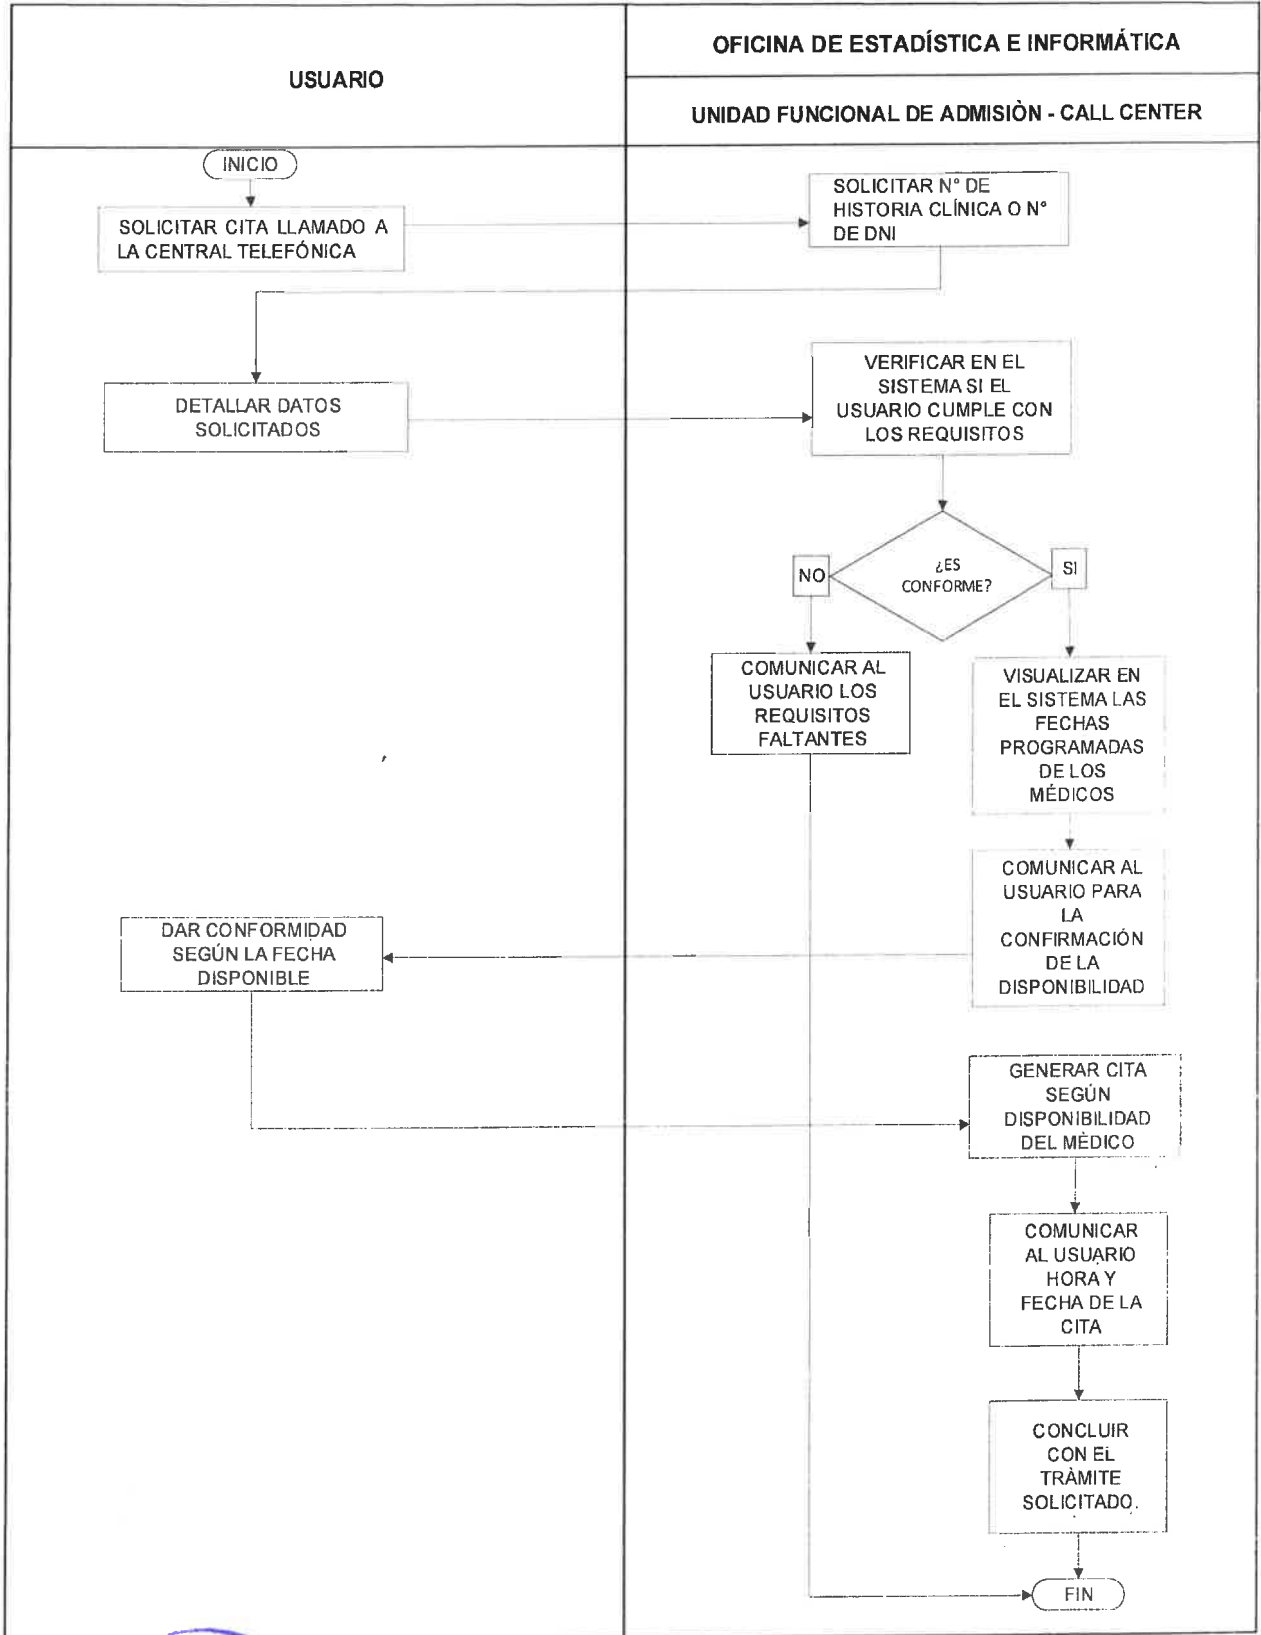 USUARIO
OFICINA DE ESTADÍSTICA E INFORMÁTICA
UNIDAD FUNCIONAL DE ADMISIÒN - CALL CENTER
INICIO
SOLICITAR CITA LLAMADO A
LA CENTRAL TELEFÓNICA
SOLICITAR N° DE
HISTORIA CLÍNICA O N°
DE DNI
DETALLAR DATOS
SOLICITADOS
VERIFICAR EN EL
SISTEMA SI EL
USUARIO CUMPLE CON
LOS REQUISITOS
¿ES
CONFORME?
NO
SI
COMUNICAR AL
USUARIO LOS
REQUISITOS
FALTANTES
VISUALIZAR EN
EL SISTEMA LAS
FECHAS
PROGRAMADAS
DE LOS
MÉDICOS
COMUNICAR AL
USUARIO PARA
LA
CONFIRMACIÓN
DE LA
DISPONIBILIDAD
DAR CONFORMIDAD
SEGÚN LA FECHA
DISPONIBLE
GENERAR CITA
SEGÚN
DISPONIBILIDAD
DEL MÈDICO
COMUNICAR
AL USUARIO
HORA Y
FECHA DE LA
CITA
CONCLUIR
CON EL
TRÀMITE
SOLICITADO.
FIN